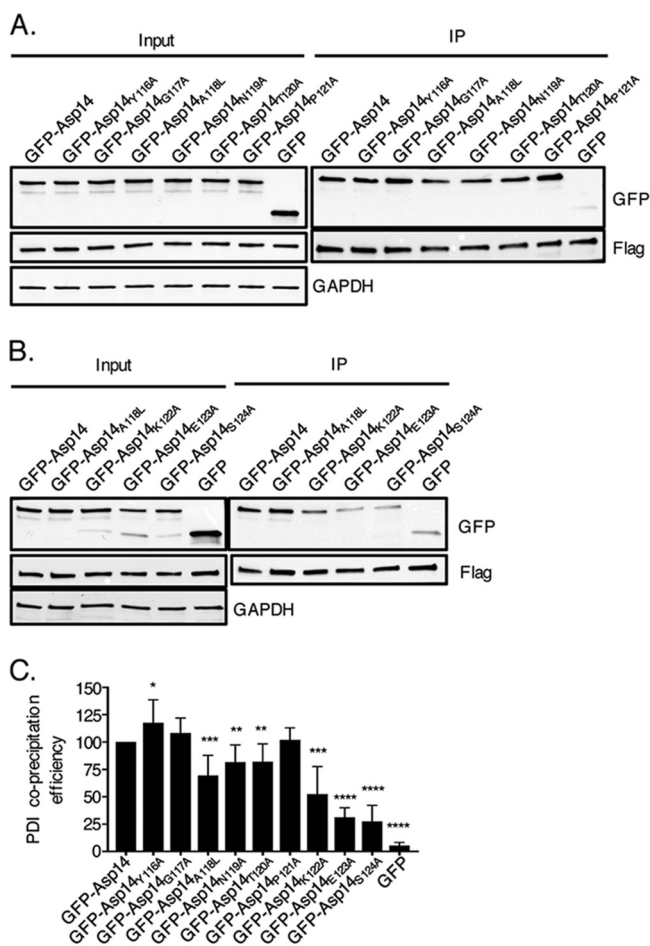 A.
Input
IP
GFP-Asp14
GFP-Asp14Y116A
GFP-Asp14G117A
GFP-Asp14A118L
GFP-Asp14N119A
GFP-Asp14T120A
GFP-Asp14P121A
GFP
GFP-Asp14
GFP-Asp14Y116A
GFP-Asp14G117A
GFP-Asp14A118L
GFP-Asp14N119A
GFP-Asp14T120A
GFP-Asp14P121A
GFP
GFP
Flag
GAPDH
B.
Input
IP
GFP-Asp14
GFP-Asp14A118L
GFP-Asp14K122A
GFP-Asp14E123A
GFP-Asp14S124A
GFP
GFP-Asp14
GFP-Asp14A118L
GFP-Asp14K122A
GFP-Asp14E123A
GFP-Asp14S124A
GFP
GFP
Flag
GAPDH
C.
PDI co-precipitation
efficiency
150
125
100
75
50
25
0
*
***
**
**
***
****
****
****
GFP-Asp14
GFP-Asp14Y116A
GFP-Asp14G117A
GFP-Asp14A118L
GFP-Asp14N119A
GFP-Asp14T120A
GFP-Asp14P121A
GFP-Asp14K122A
GFP-Asp14E123A
GFP-Asp14S124A
GFP